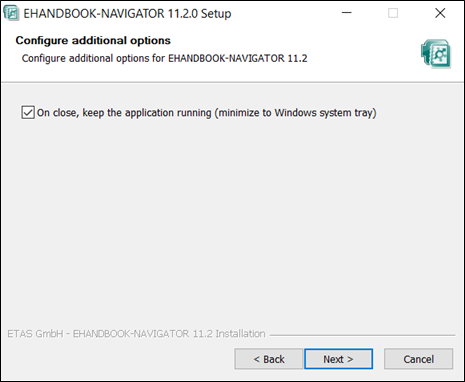 EHANDBOOK-NAVIGATOR 11.2.0 Setup
Configure additional options
Configure additional options for EHANDBOOK-NAVIGATOR 11.2
On close, keep the application running (minimize to Windows system tray)
ETAS GmbH - EHANDBOOK-NAVIGATOR 11.2 Installation
< Back Next > Cancel